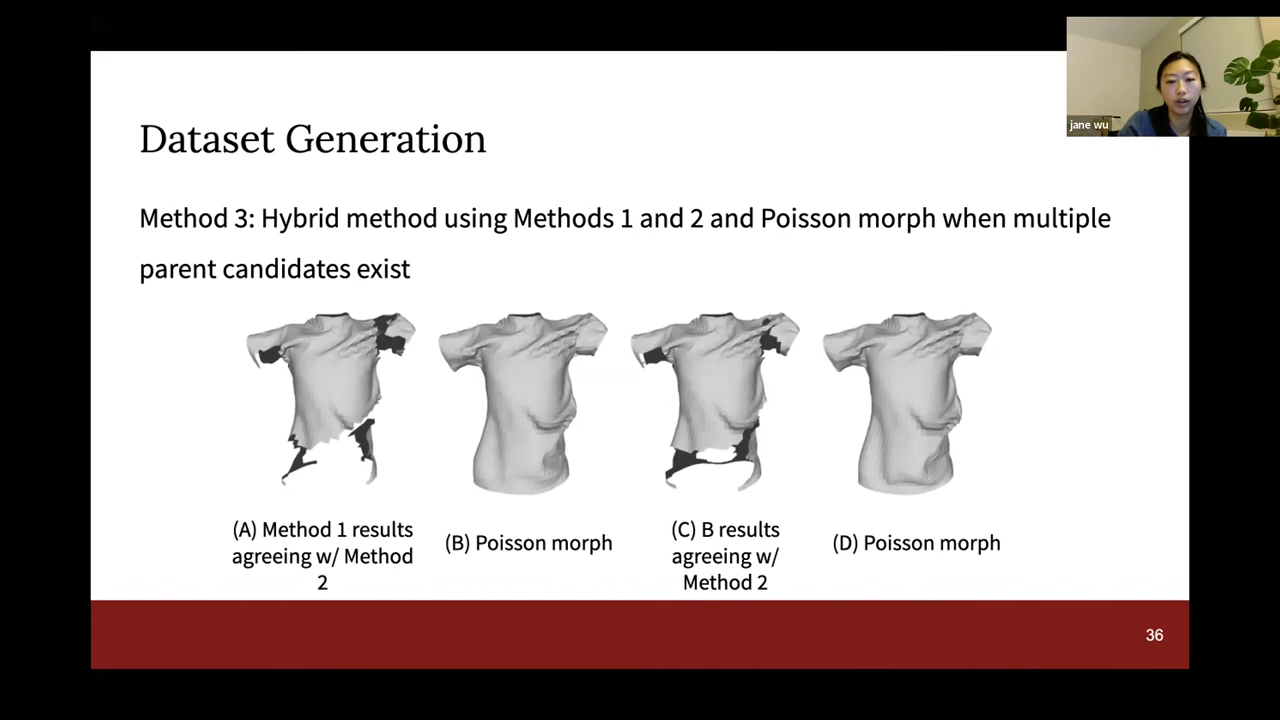 jane wu
Dataset Generation
Method 3: Hybrid method using Methods 1 and 2 and Poisson morph when multiple
parent candidates exist
(A) Method 1 results
agreeing w/ Method
2
(B) Poisson morph
(C) B results
agreeing w/
Method 2
(D) Poisson morph
36